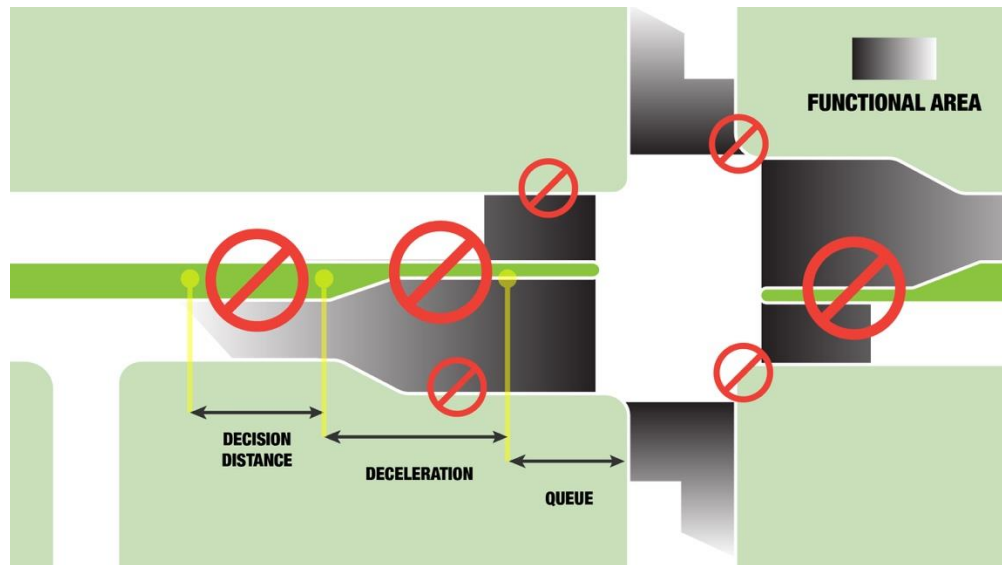 FUNCTIONAL AREA
DECISION
DISTANCE
DECELERATION
QUEUE